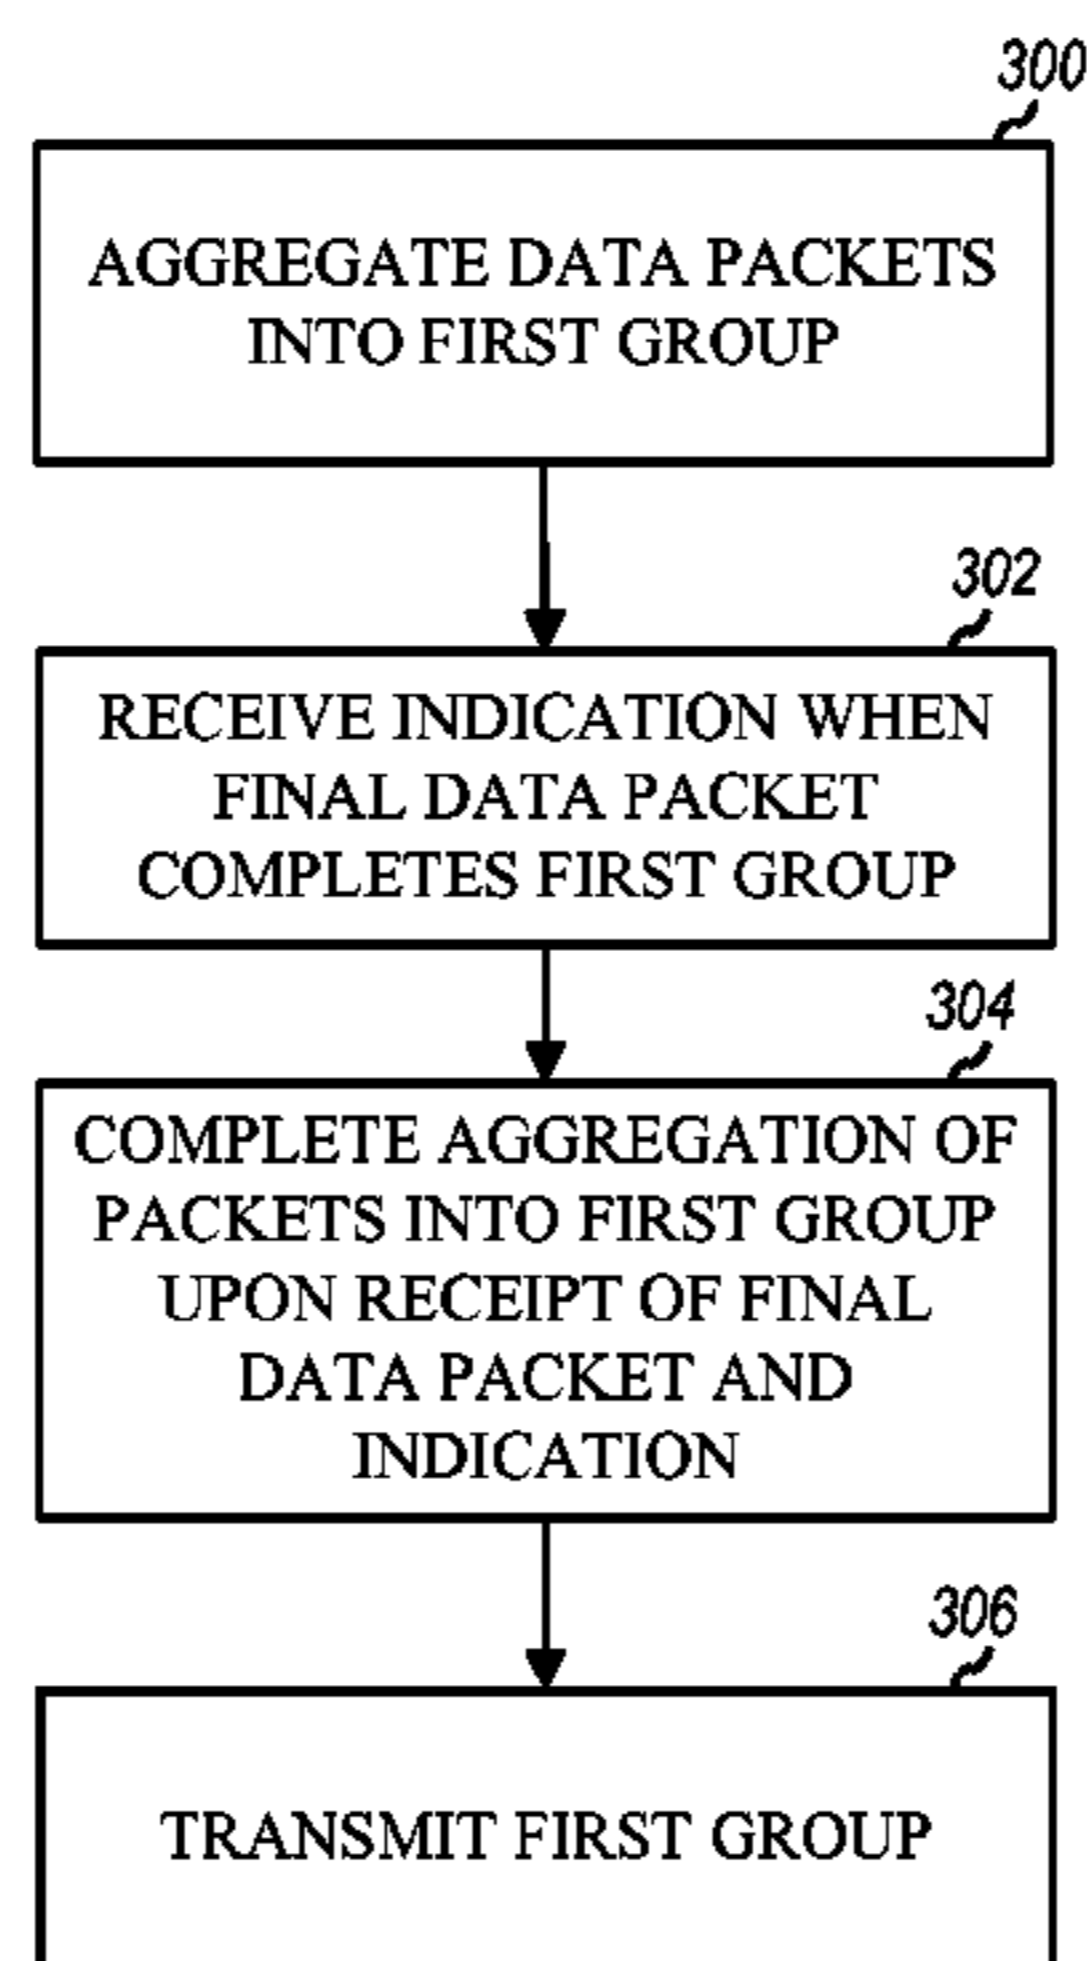 300
AGGREGATE DATA PACKETS
INTO FIRST GROUP
302
RECEIVE INDICATION WHEN
FINAL DATA PACKET
COMPLETES FIRST GROUP
304
COMPLETE AGGREGATION OF
PACKETS INTO FIRST GROUP
UPON RECEIPT OF FINAL
DATA PACKET AND
INDICATION
306
TRANSMIT FIRST GROUP